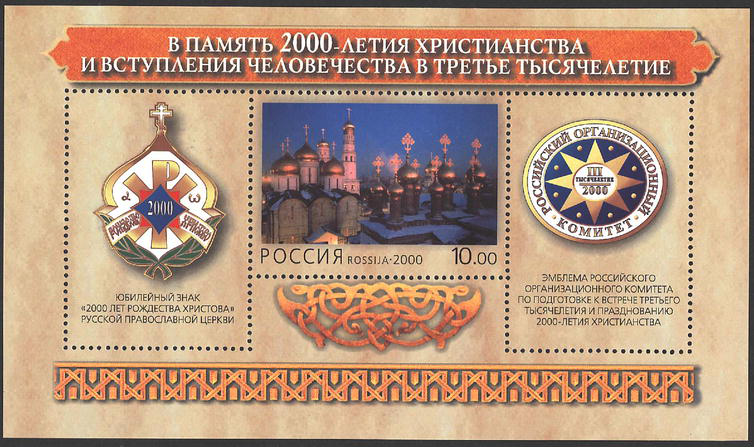 В ПАМЯТЬ 2000-ЛЕТИЯ ХРИСТИАНСТВА
И ВСТУПЛЕНИЯ ЧЕЛОВЕЧЕСТВА В ТРЕТЬЕ ТЫСЯЧЕЛЕТИЕ
Р
2000
ЮБИЛЕЙНЫЙ ЗНАК
«2000 ЛЕТ РОЖДЕСТВА ХРИСТОВА»
РУССКОЙ ПРАВОСЛАВНОЙ ЦЕРКВИ
РОССИЯ ROSSIJA·2000 10.00
РОССИЙСКИЙ ОРГАНИЗАЦИОННЫЙ
КОМИТЕТ
III
ТЫСЯЧЕЛЕТИЕ
2000
ЭМБЛЕМА РОССИЙСКОГО
ОРГАНИЗАЦИОННОГО КОМИТЕТА
ПО ПОДГОТОВКЕ К ВСТРЕЧЕ ТРЕТЬЕГО
ТЫСЯЧЕЛЕТИЯ И ПРАЗДНОВАНИЮ
2000-ЛЕТИЯ ХРИСТИАНСТВА